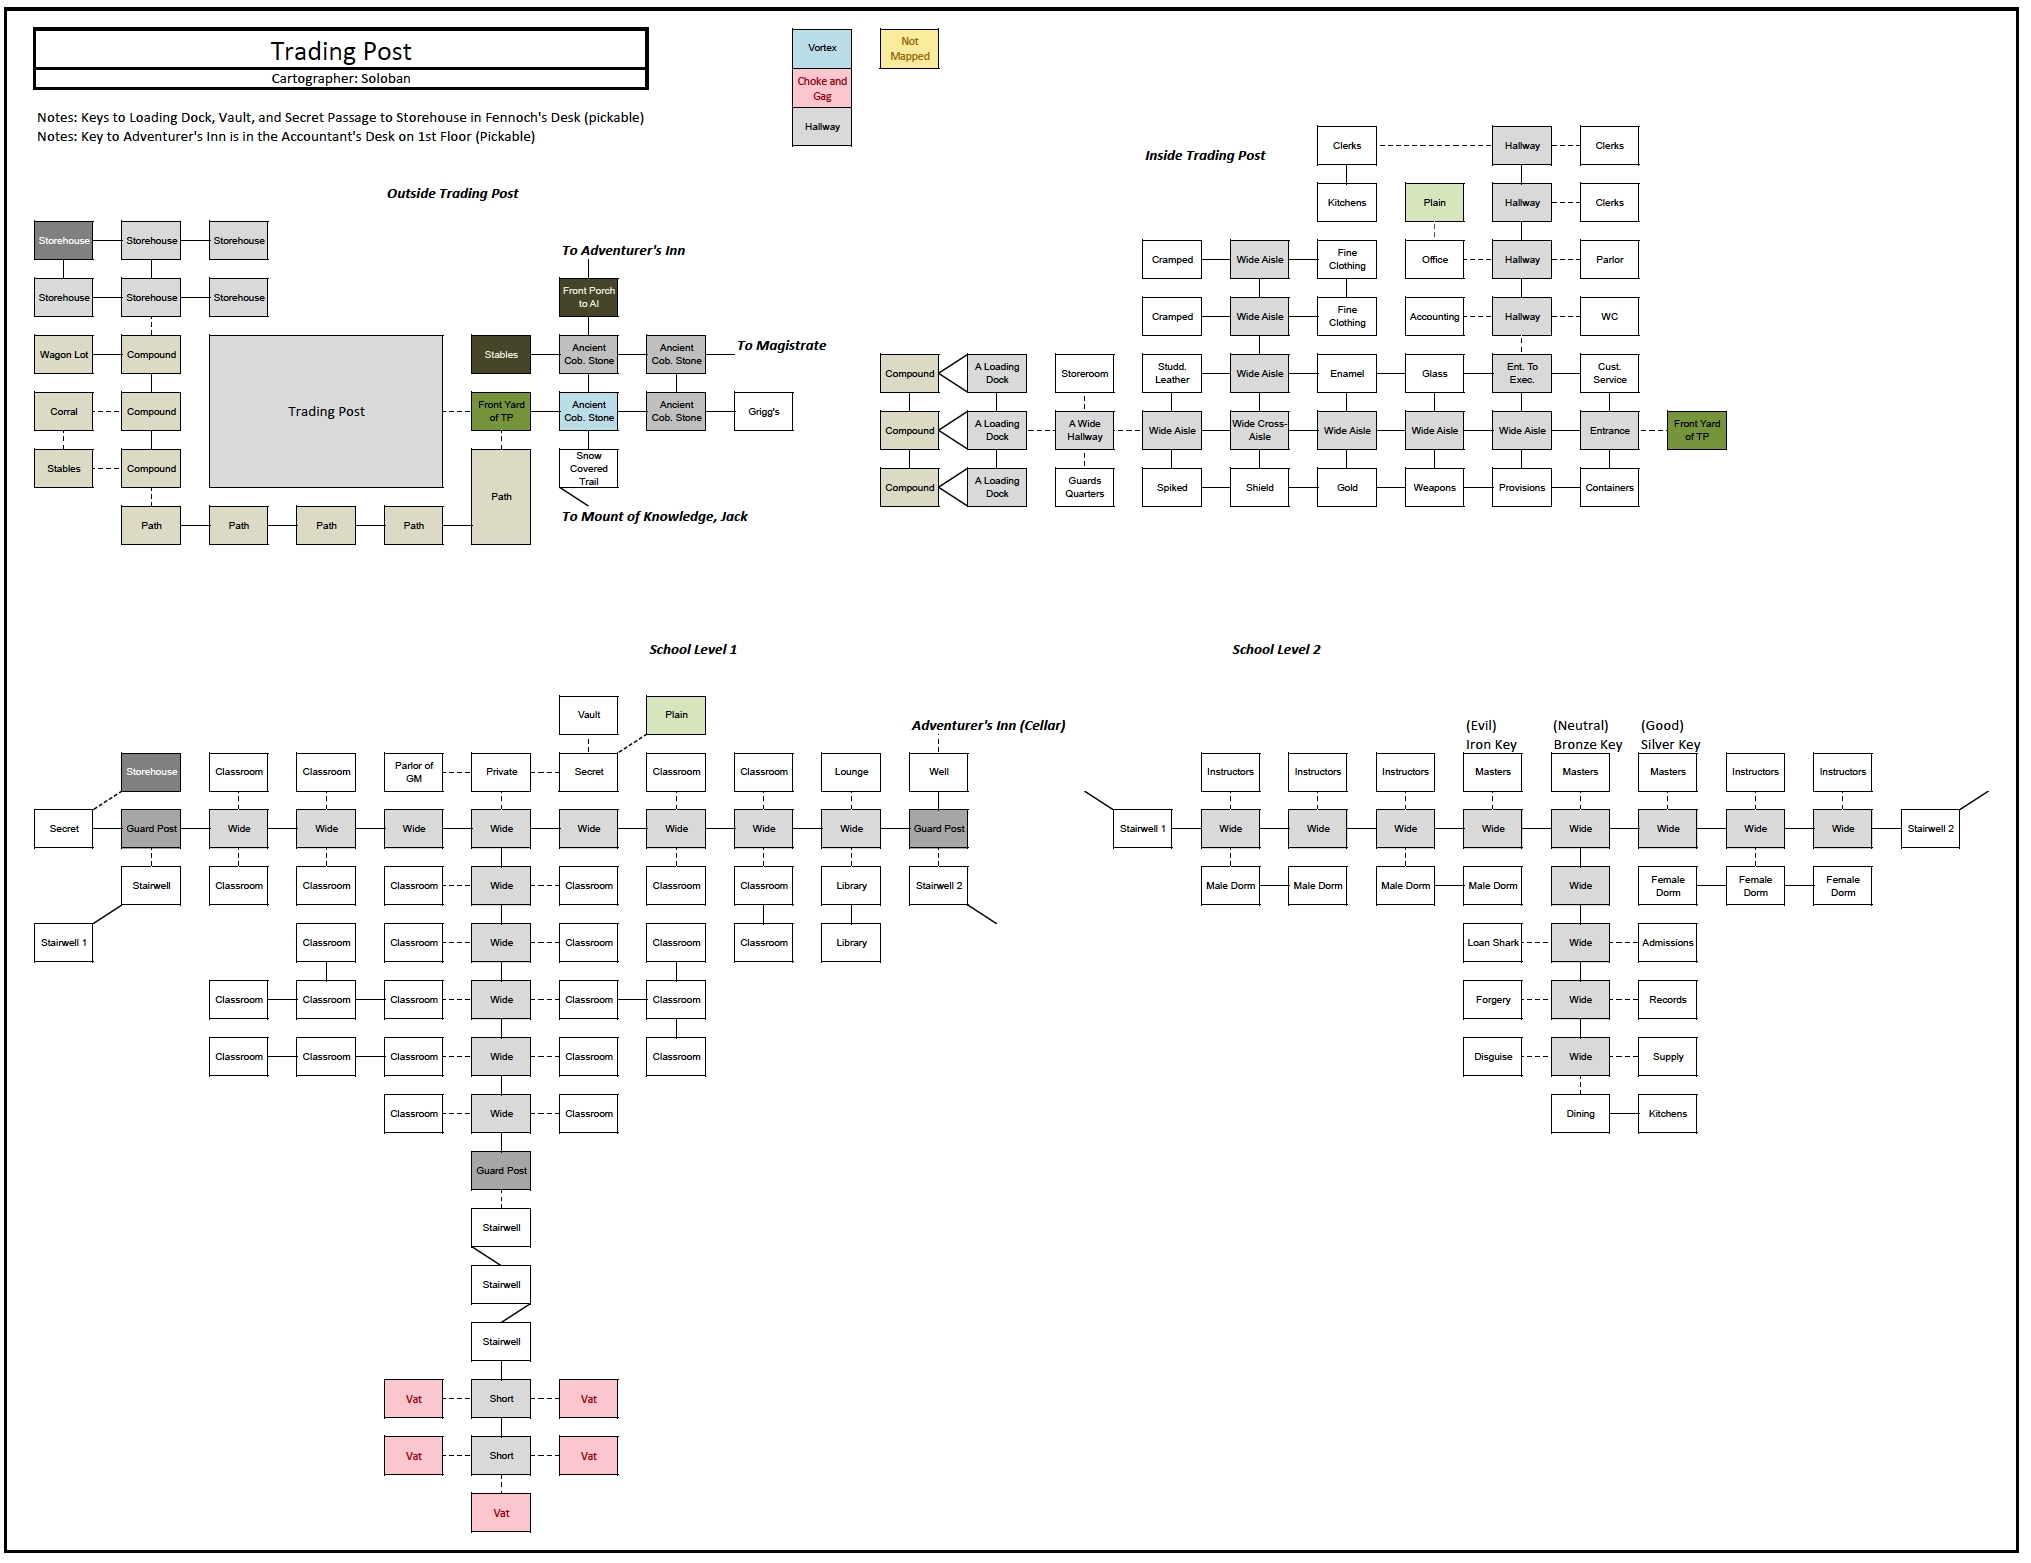 Trading Post
Cartographer: Soloban
Notes: Keys to Loading Dock, Vault, and Secret Passage to Storehouse in Fennoch's Desk (pickable)
Notes: Key to Adventurer's Inn is in the Accountant's Desk on 1st Floor (Pickable)
Vortex
Choke and
Gag
Hallway
Not
Mapped
Outside Trading Post
Storehouse Storehouse Storehouse
Storehouse Storehouse Storehouse
To Adventurer's Inn
Front Porch
to AI
Wagon Lot Compound
Trading Post
Stables
Ancient
Cob. Stone
Ancient
Cob. Stone
To Magistrate
Corral Compound
Front Yard
of TP
Ancient
Cob. Stone
Ancient
Cob. Stone
Grigg's
Stables Compound
Path
Snow
Covered
Trail
To Mount of Knowledge, Jack
Path Path Path Path
Inside Trading Post
Clerks Hallway Clerks
Kitchens Plain Hallway Clerks
Cramped Wide Aisle
Fine
Clothing
Office Hallway Parlor
Cramped Wide Aisle
Fine
Clothing
Accounting Hallway WC
Compound
A Loading
Dock
Storeroom
Studd.
Leather
Wide Aisle Enamel Glass
Ent. To
Exec.
Cust.
Service
Compound
A Loading
Dock
A Wide
Hallway
Wide Aisle
Wide Cross-
Aisle
Wide Aisle Wide Aisle Wide Aisle Entrance
Front Yard
of TP
Compound
A Loading
Dock
Guards
Quarters
Spiked Shield Gold Weapons Provisions Containers
School Level 1
Vault Plain
Adventurer's Inn (Cellar)
Storehouse Classroom Classroom
Parlor of
GM
Private Secret Classroom Classroom Lounge Well
Secret Guard Post Wide Wide Wide Wide Wide Wide Wide Wide Guard Post
Stairwell Classroom Classroom Classroom Wide Classroom Classroom Classroom Library Stairwell 2
Stairwell 1 Classroom Classroom Wide Classroom Classroom Classroom Library
Classroom Classroom Classroom Wide Classroom Classroom
Classroom Classroom Classroom Wide Classroom Classroom
Classroom Wide Classroom
Guard Post
Stairwell
Stairwell
Stairwell
Vat Short Vat
Vat Short Vat
Vat
School Level 2
(Evil)
Iron Key
(Neutral)
Bronze Key
(Good)
Silver Key
Instructors Instructors Instructors Masters Masters Masters Instructors Instructors
Stairwell 1 Wide Wide Wide Wide Wide Wide Wide Wide Stairwell 2
Male Dorm Male Dorm Male Dorm Male Dorm Wide
Female
Dorm
Female
Dorm
Female
Dorm
Loan Shark Wide Admissions
Forgery Wide Records
Disguise Wide Supply
Dining Kitchens